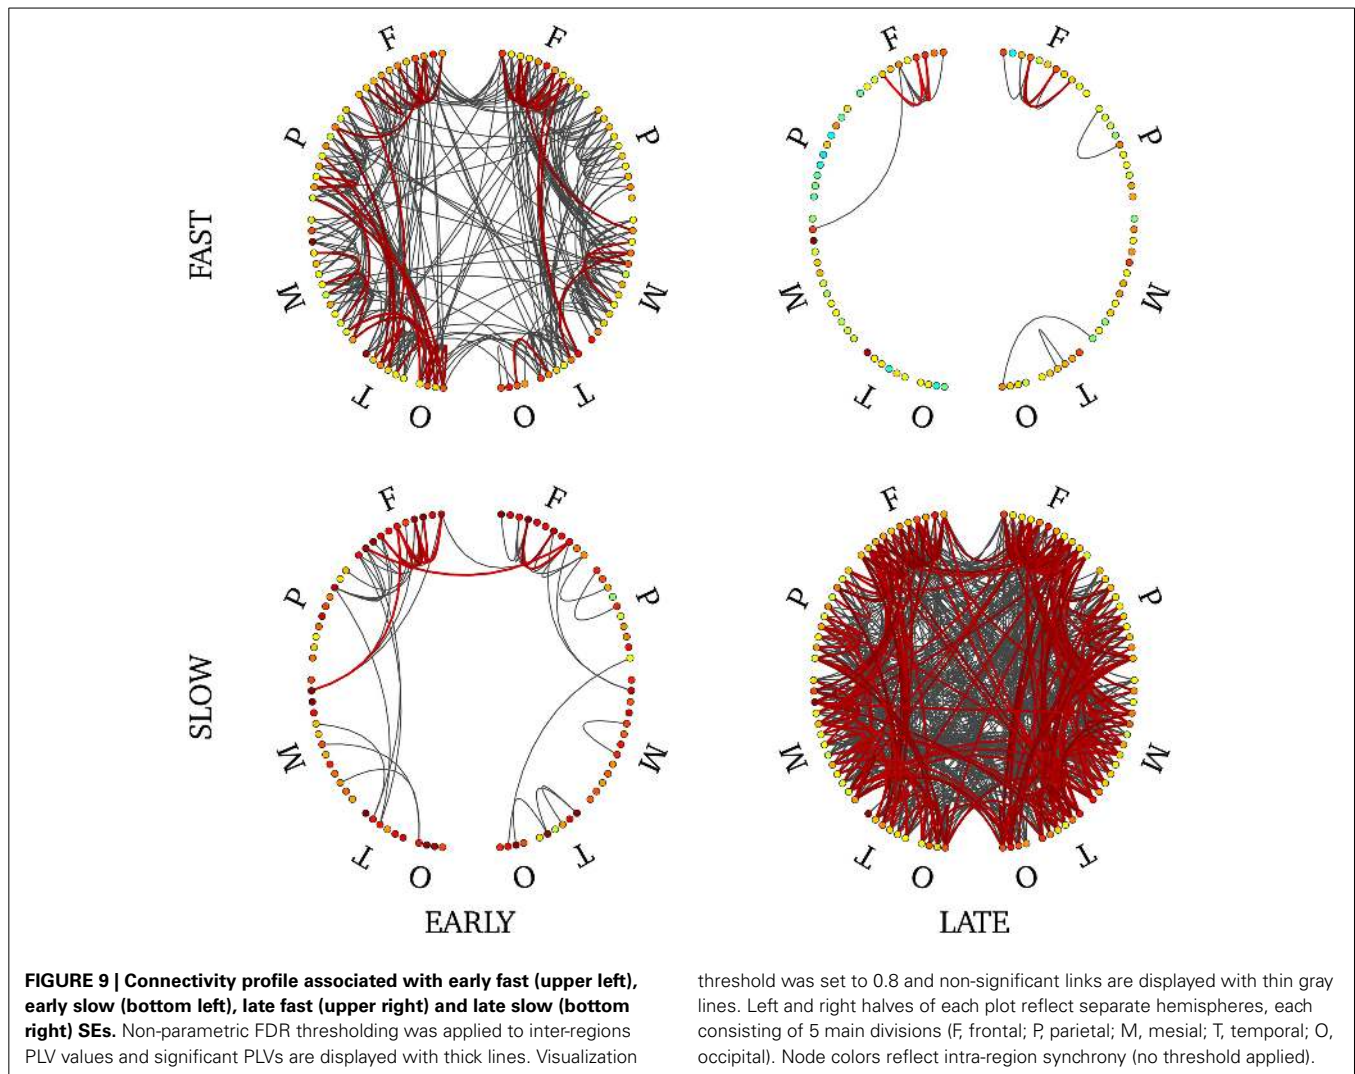 F F
P P
M M
T T
O O
FAST
F F
P P
M M
T T
O O
F F
P P
M M
T T
O O
SLOW
EARLY
F F
P P
M M
T T
O O
LATE
FIGURE 9 | Connectivity profile associated with early fast (upper left),
early slow (bottom left), late fast (upper right) and late slow (bottom
right) SEs. Non-parametric FDR thresholding was applied to inter-regions
PLV values and significant PLVs are displayed with thick lines. Visualization
threshold was set to 0.8 and non-significant links are displayed with thin gray
lines. Left and right halves of each plot reflect separate hemispheres, each
consisting of 5 main divisions (F, frontal; P, parietal; M, mesial; T, temporal; O,
occipital). Node colors reflect intra-region synchrony (no threshold applied).